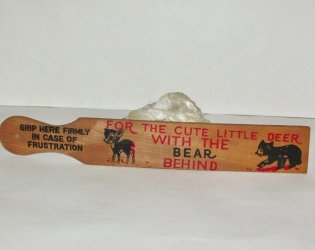 GRIP HERE FIRMLY
IN CASE OF
FRUSTRATION
FOR THE CUTE LITTLE DEER
WITH THE
BEAR
BEHIND